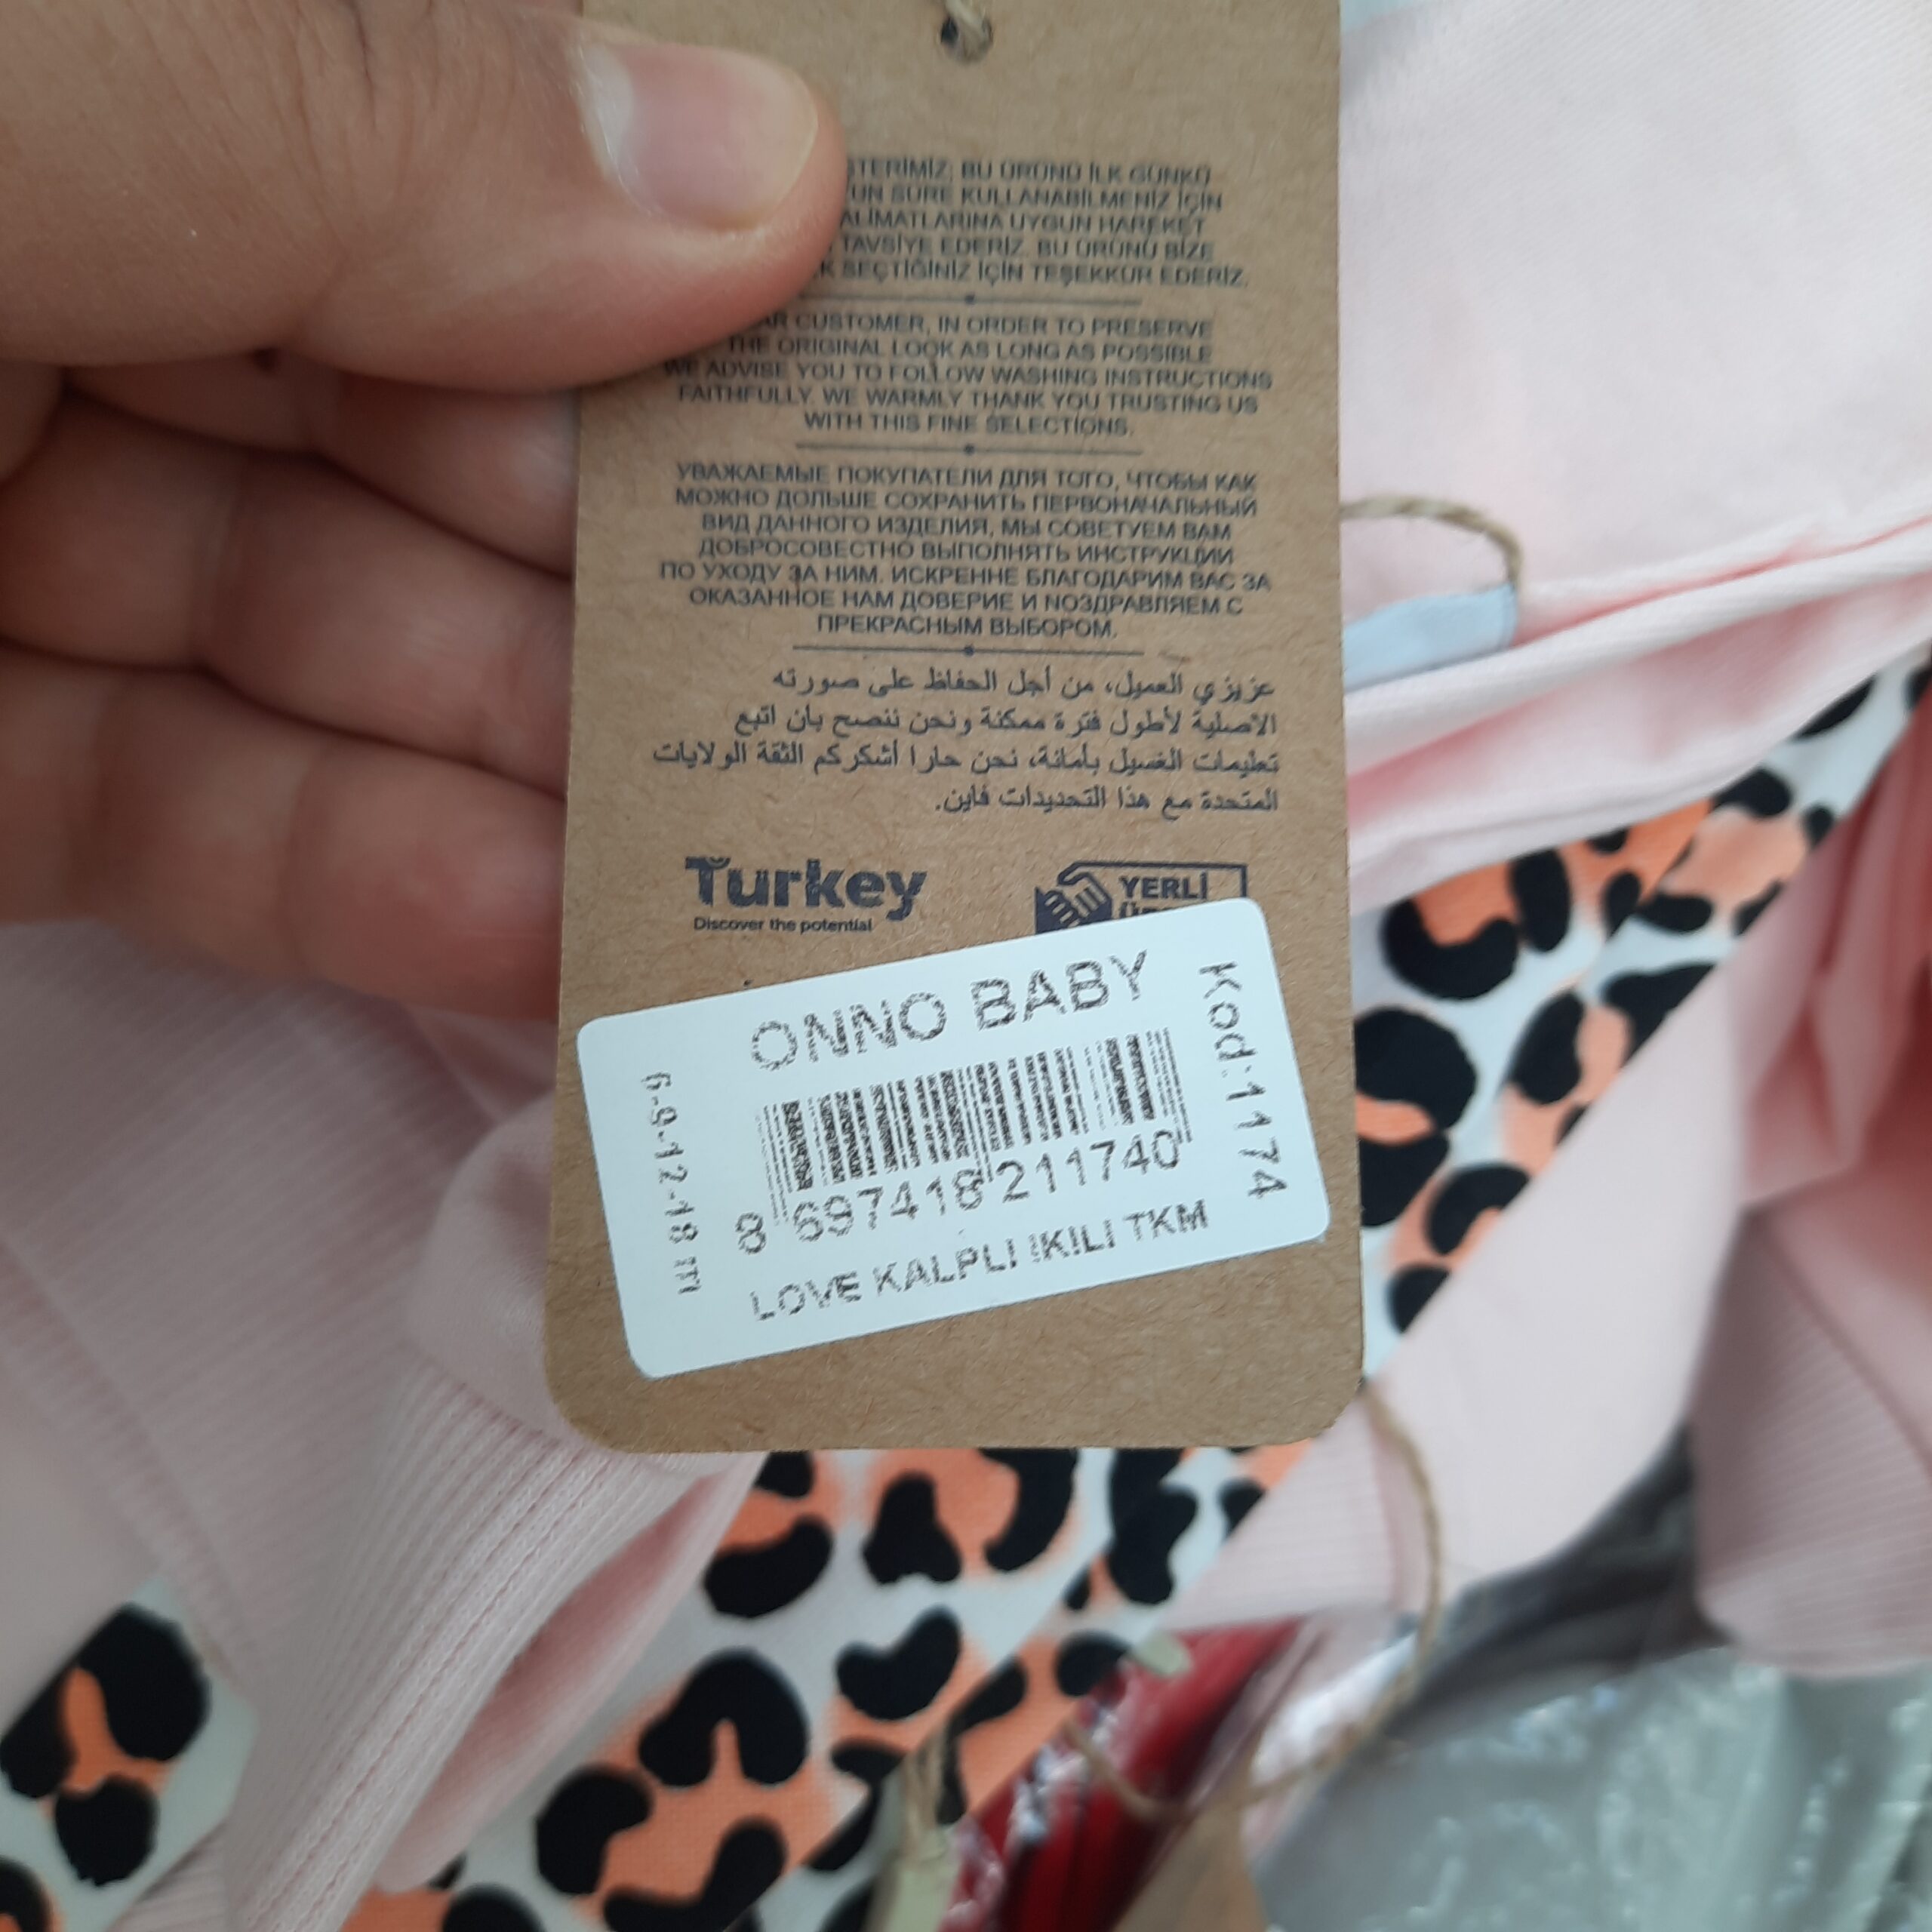 STERİMİZ; BU ÜRÜNÜ İLK GÜNKÜ
UN SÜRE KULLANABİLMENİZ İÇİN
ALİMATLARINA UYGUN HAREKET
TAVSİYE EDERİZ. BU ÜRÜNÜ BİZE
K SEÇTİĞİNİZ İÇİN TEŞEKKÜR EDERİZ.
AR CUSTOMER, IN ORDER TO PRESERVE
THE ORIGINAL LOOK AS LONG AS POSSIBLE
WE ADVISE YOU TO FOLLOW WASHING INSTRUCTIONS
FAITHFULLY. WE WARMLY THANK YOU TRUSTING US
WITH THIS FINE SELECTIONS.
УВАЖАЕМЫЕ ПОКУПАТЕЛИ ДЛЯ ТОГО, ЧТОБЫ КАК
МОЖНО ДОЛЬШЕ СОХРАНИТЬ ПЕРВОНАЧАЛЬНЫЙ
ВИД ДАННОГО ИЗДЕЛИЯ, МЫ СОВЕТУЕМ ВАМ
ДОБРОСОВЕСТНО ВЫПОЛНЯТЬ ИНСТРУКЦИИ
ПО УХОДУ ЗА НИМ. ИСКРЕННЕ БЛАГОДАРИМ ВАС ЗА
ОКАЗАННОЕ НАМ ДОВЕРИЕ И NОЗДРАВЛЯЕМ С
ПРЕКРАСНЫМ ВЫБОРОМ.
عزيزي العميل، من أجل الحفاظ على صورته
الأصلية لأطول فترة ممكنة ونحن ننصح بأن اتبع
تعليمات الغسيل بأمانة، نحن حارا أشكركم الثقة الولايات
المتحدة مع هذا التحديدات فاين.
Turkey
Discover the potential
YERLİ
ONNO BABY
Kod:1174
6-9-12-18 m
8 697418 211740
LOVE KALPLI IKILI TKM